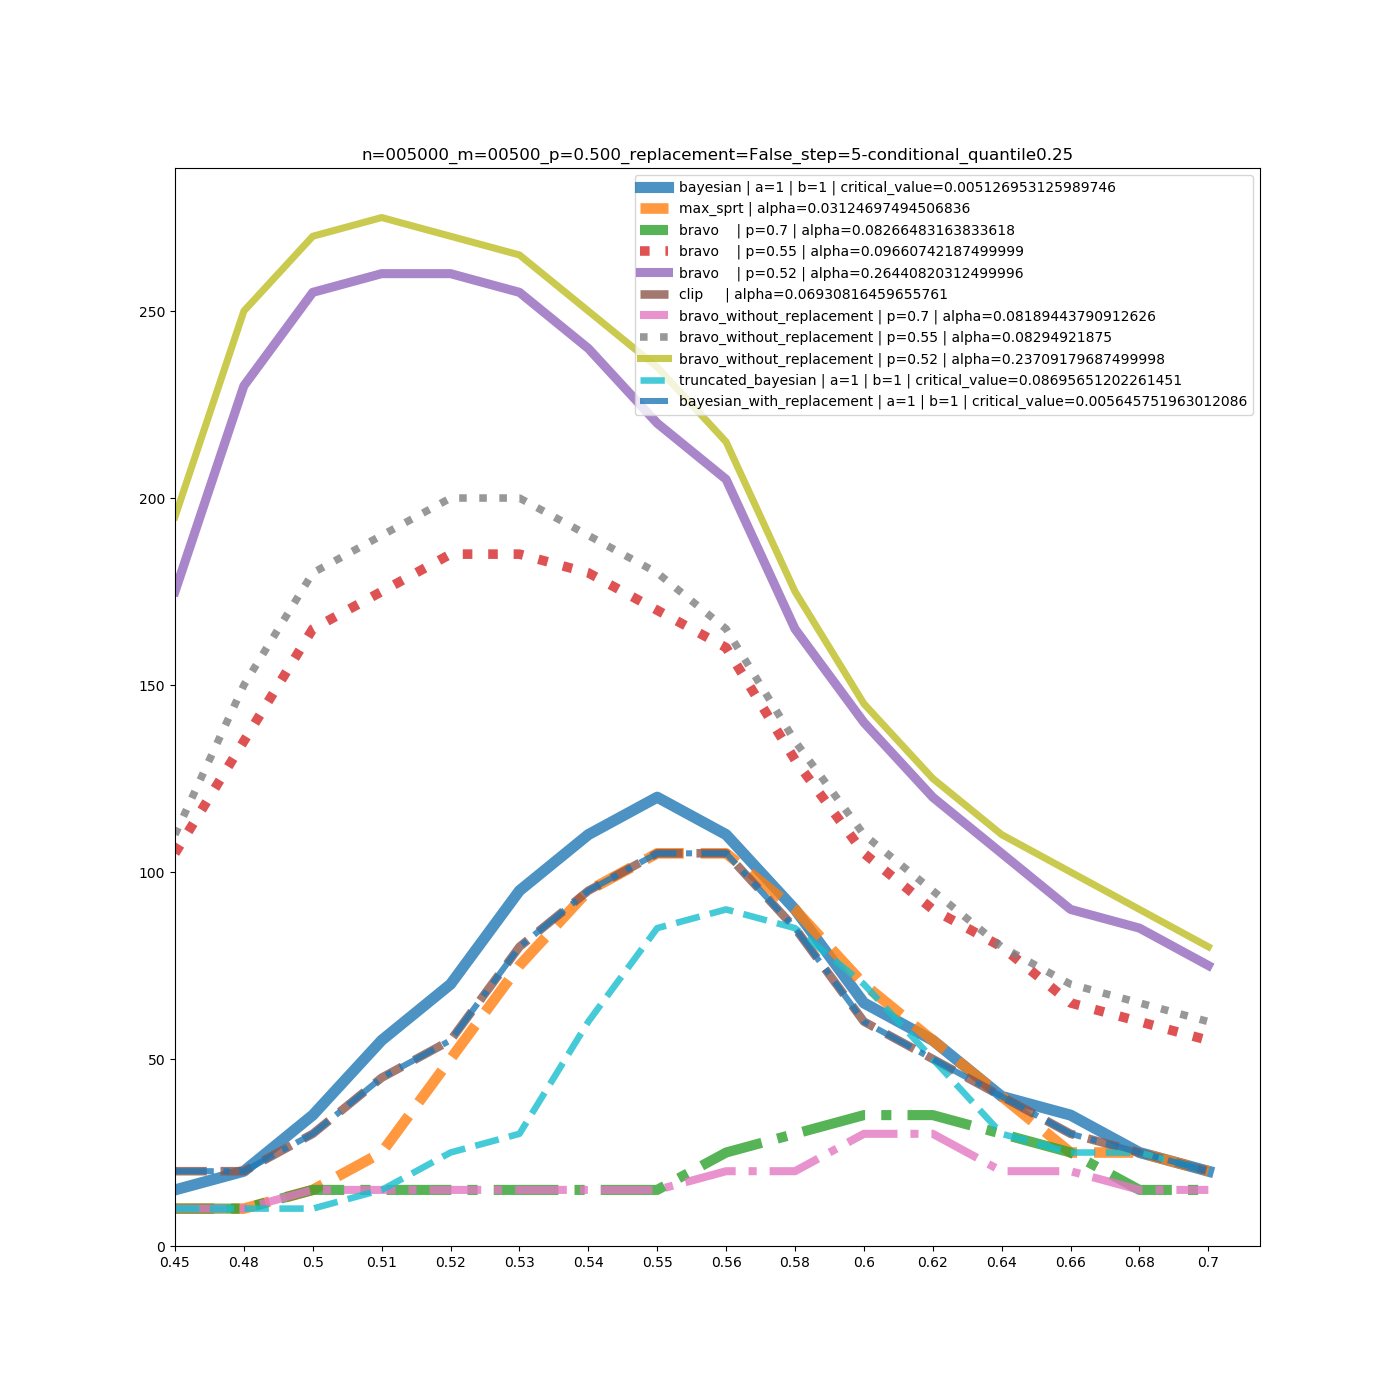 n=005000_m=00500_p=0.500_replacement=False_step=5-conditional_quantile0.25
bayesian | a=1 | b=1 | critical_value=0.005126953125989746
max_sprt | alpha=0.03124697494506836
bravo    | p=0.7 | alpha=0.08266483163833618
bravo    | p=0.55 | alpha=0.09660742187499999
bravo    | p=0.52 | alpha=0.26440820312499996
clip     | alpha=0.06930816459655761
bravo_without_replacement | p=0.7 | alpha=0.08189443790912626
bravo_without_replacement | p=0.55 | alpha=0.08294921875
bravo_without_replacement | p=0.52 | alpha=0.23709179687499998
truncated_bayesian | a=1 | b=1 | critical_value=0.08695651202261451
bayesian_with_replacement | a=1 | b=1 | critical_value=0.005645751963012086
250
200
150
100
50
0
0.45 0.48 0.5 0.51 0.52 0.53 0.54 0.55 0.56 0.58 0.6 0.62 0.64 0.66 0.68 0.7